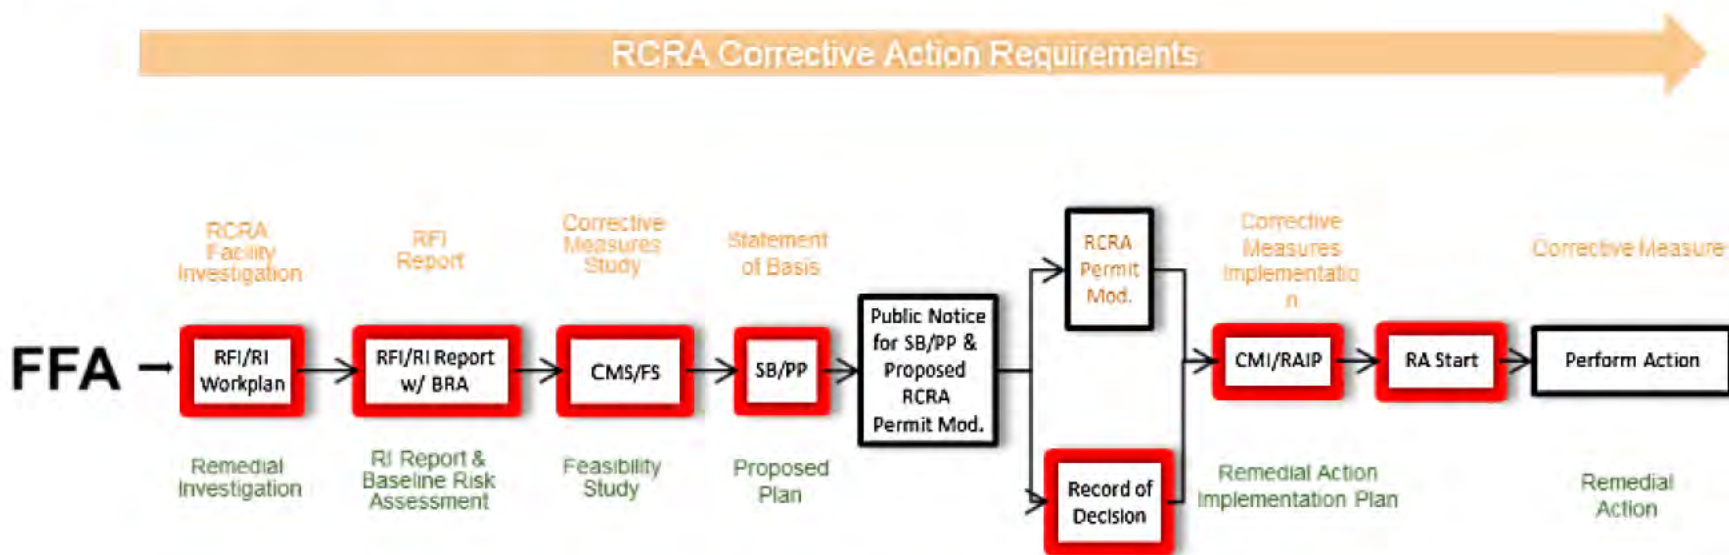 RCRA Corrective Action Requirements
RCRA
Facility
Investigation
RFI
Report
Corrective
Measures
Study
Statement
of Basis
RCRA
Permit
Mod.
Corrective
Measures
Implementatio
n
Corrective Measure
FFA
RFI/RI
Workplan
RFI/RI Report
w/ BRA
CMS/FS
SB/PP
Public Notice
for SB/PP &
Proposed
RCRA
Permit Mod.
CMI/RAIP
RA Start
Perform Action
Remedial
Investigation
RI Report &
Baseline Risk
Assessment
Feasibility
Study
Proposed
Plan
Record of
Decision
Remedial Action
Implementation Plan
Remedial
Action